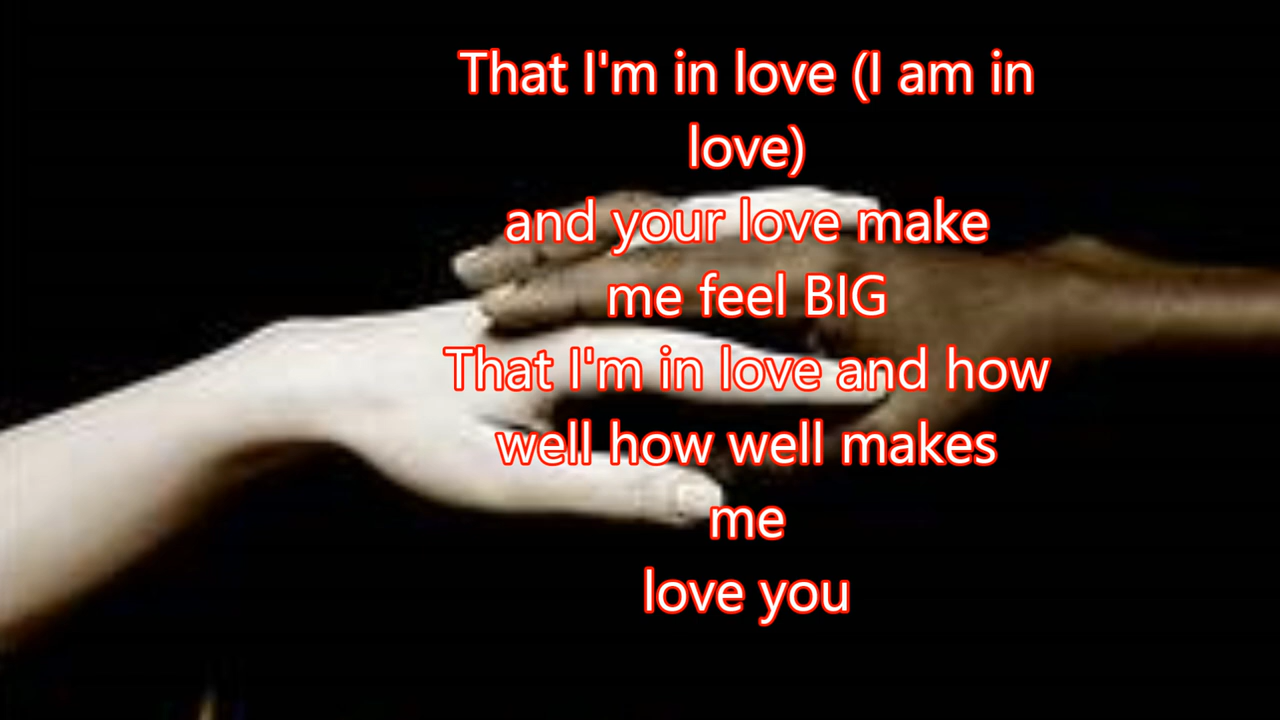 That I'm in love (I am in
love)
and your love make
me feel BIG
That I'm in love and how
well how well makes
me
love you